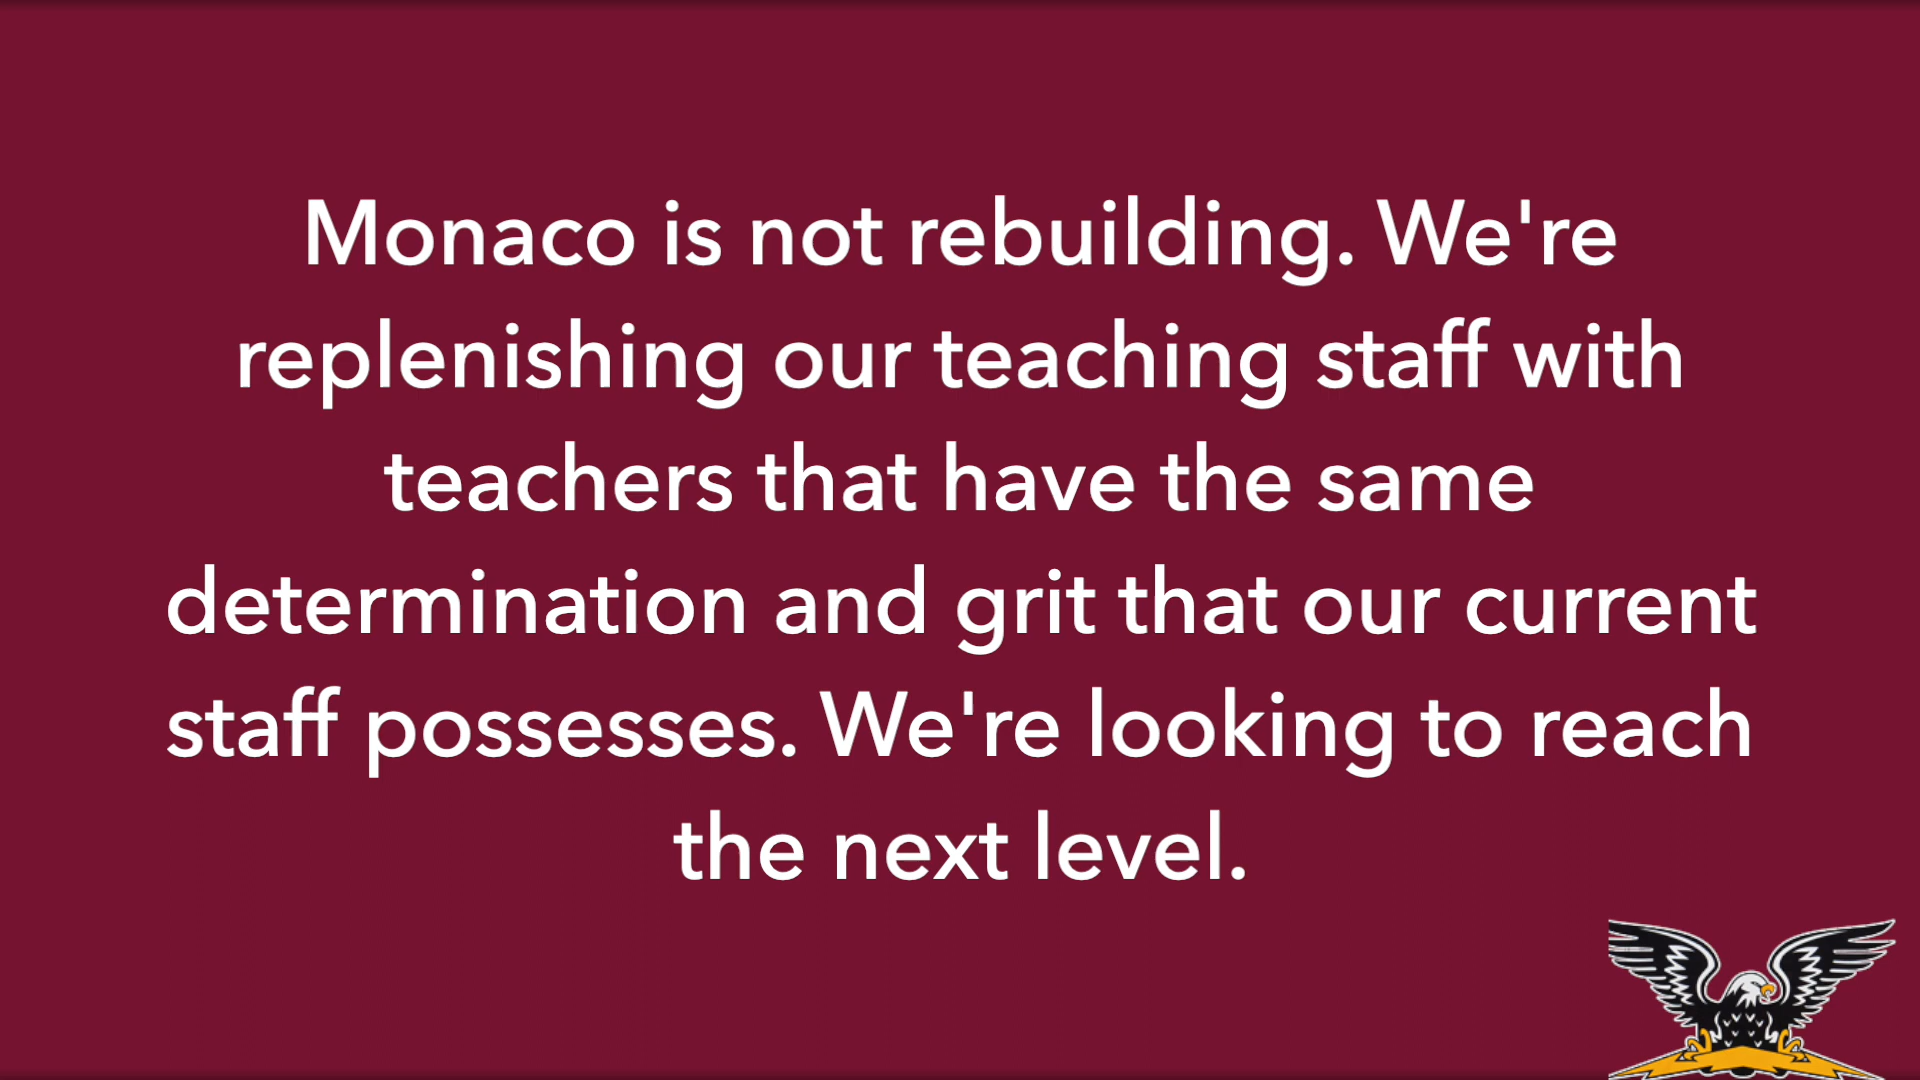 Monaco is not rebuilding. We're
replenishing our teaching staff with
teachers that have the same
determination and grit that our current
staff possesses. We're looking to reach
the next level.